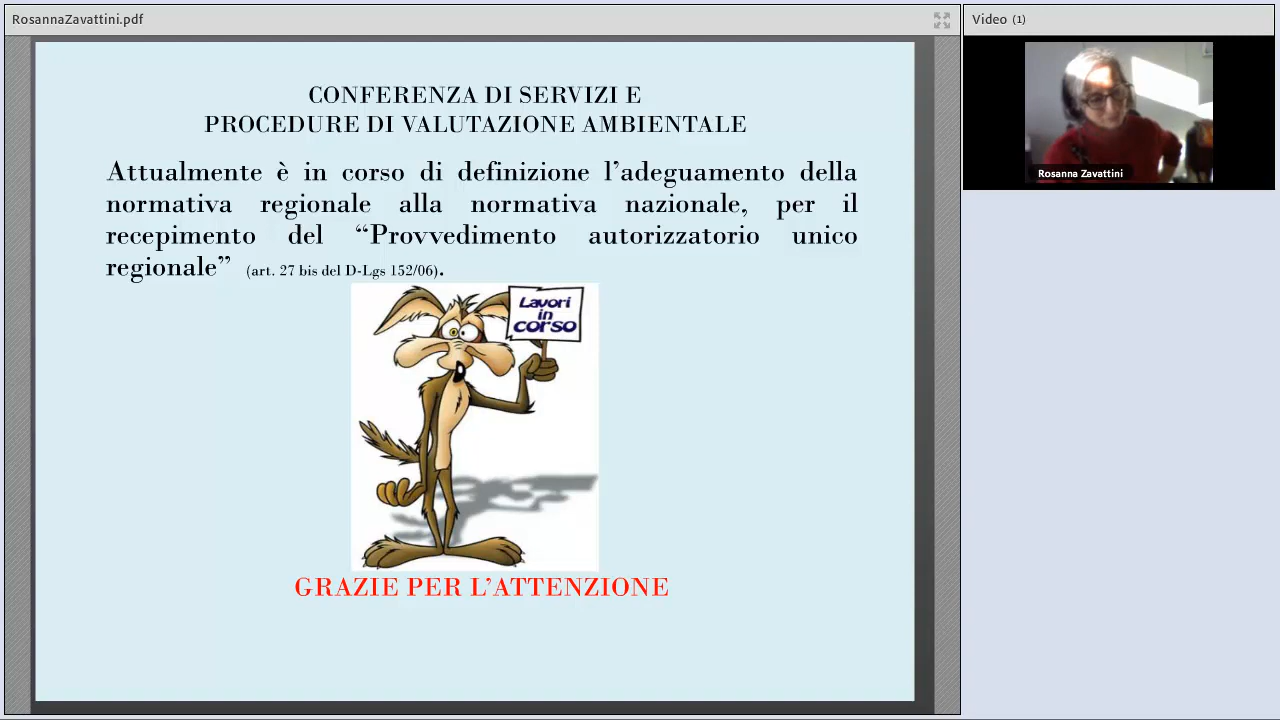 RosannaZavattini.pdf
Video (1)
CONFERENZA DI SERVIZI E
PROCEDURE DI VALUTAZIONE AMBIENTALE
Attualmente è in corso di definizione l’adeguamento della
normativa regionale alla normativa nazionale, per il
recepimento del “Provvedimento autorizzatorio unico
regionale” (art. 27 bis del D-Lgs 152/06).
Lavori
in
corso
GRAZIE PER L’ATTENZIONE
Rosanna Zavattini